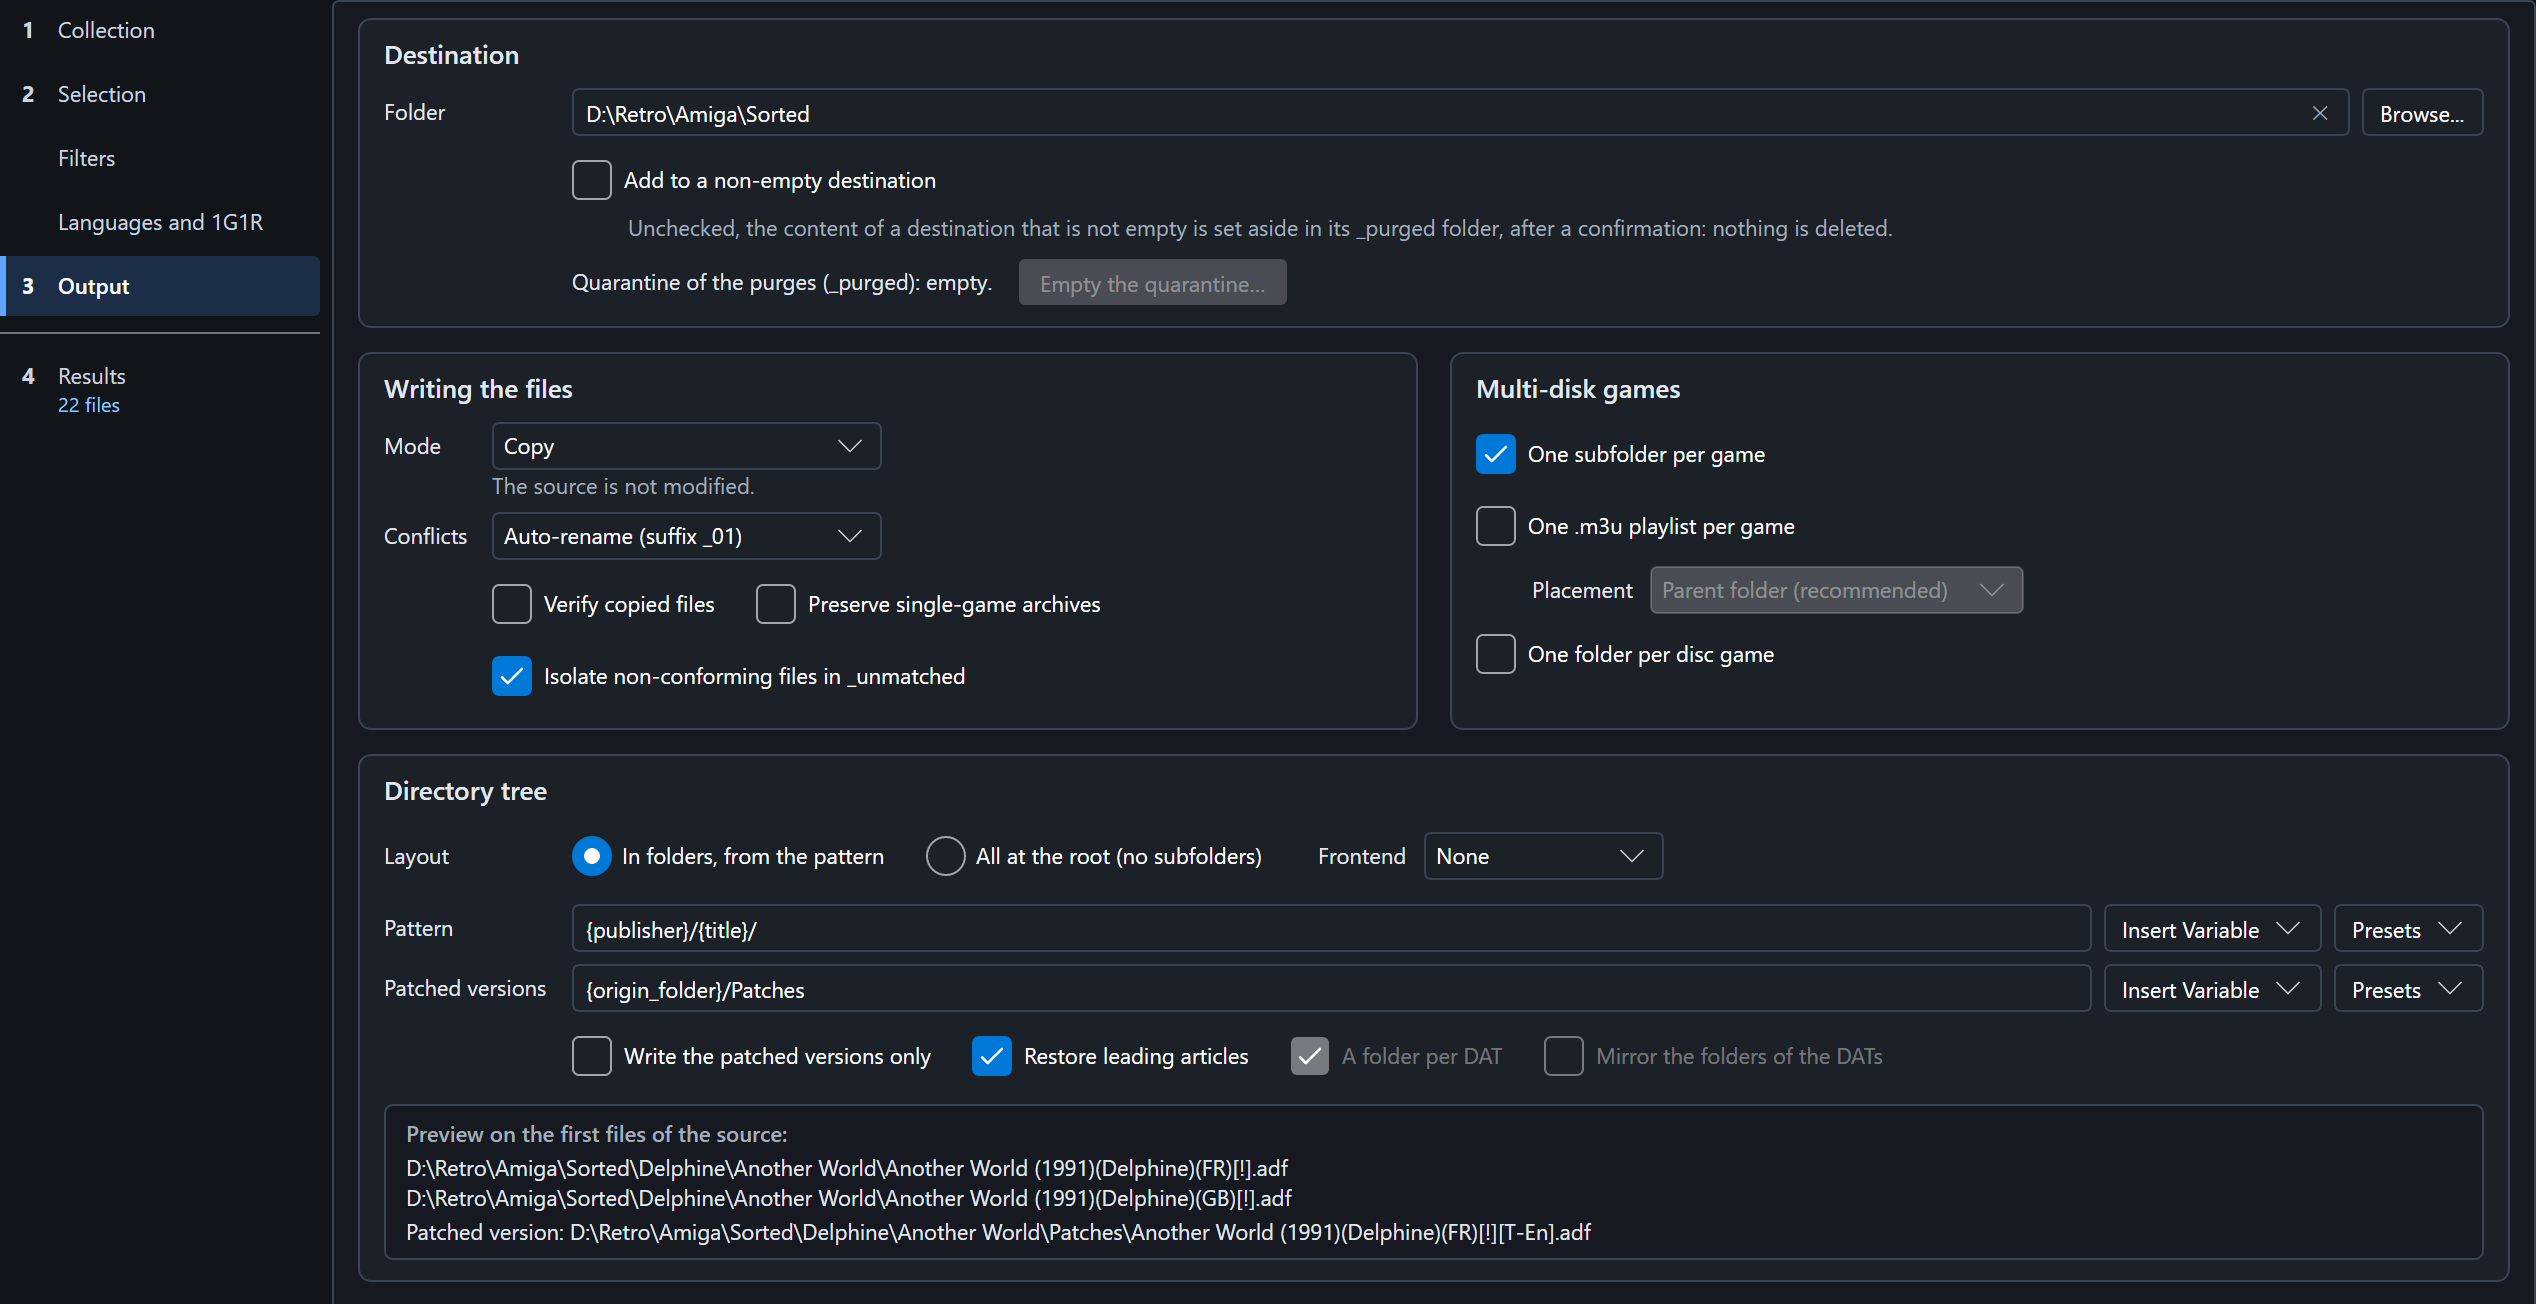 1 Collection
2 Selection
Filters
Languages and 1G1R
3 Output
4 Results
22 files
Destination
Folder D:\Retro\Amiga\Sorted Browse...
Add to a non-empty destination
Unchecked, the content of a destination that is not empty is set aside in its _purged folder, after a confirmation: nothing is deleted.
Quarantine of the purges (_purged): empty. Empty the quarantine...
Writing the files
Mode Copy
The source is not modified.
Conflicts Auto-rename (suffix _01)
Verify copied files Preserve single-game archives
Isolate non-conforming files in _unmatched
Multi-disk games
One subfolder per game
One .m3u playlist per game
Placement Parent folder (recommended)
One folder per disc game
Directory tree
Layout In folders, from the pattern All at the root (no subfolders) Frontend None
Pattern {publisher}/{title}/ Insert Variable Presets
Patched versions {origin_folder}/Patches Insert Variable Presets
Write the patched versions only Restore leading articles A folder per DAT Mirror the folders of the DATs
Preview on the first files of the source:
D:\Retro\Amiga\Sorted\Delphine\Another World\Another World (1991)(Delphine)(FR)[!].adf
D:\Retro\Amiga\Sorted\Delphine\Another World\Another World (1991)(Delphine)(GB)[!].adf
Patched version: D:\Retro\Amiga\Sorted\Delphine\Another World\Patches\Another World (1991)(Delphine)(FR)[!][T-En].adf